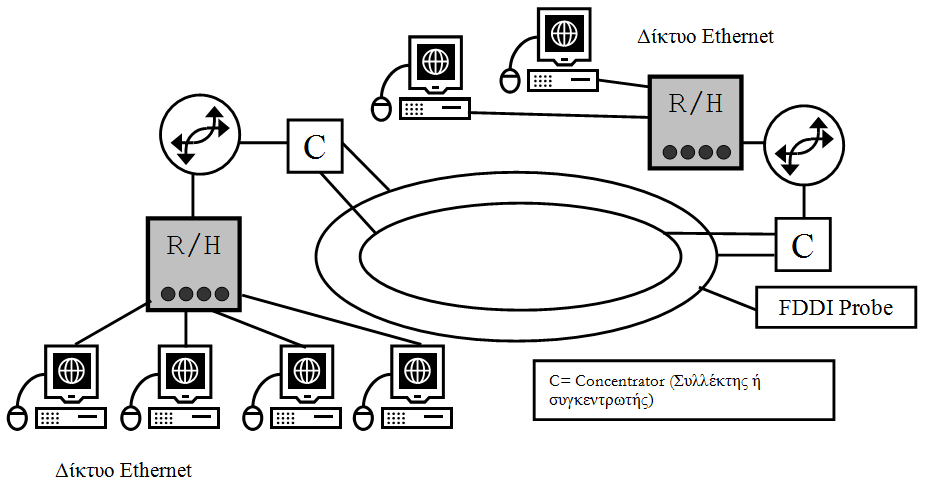 Δίκτυο Ethernet
R/H
C
R/H
C
FDDI Probe
C= Concentrator (Συλλέκτης ή
συγκεντρωτής)
Δίκτυο Ethernet